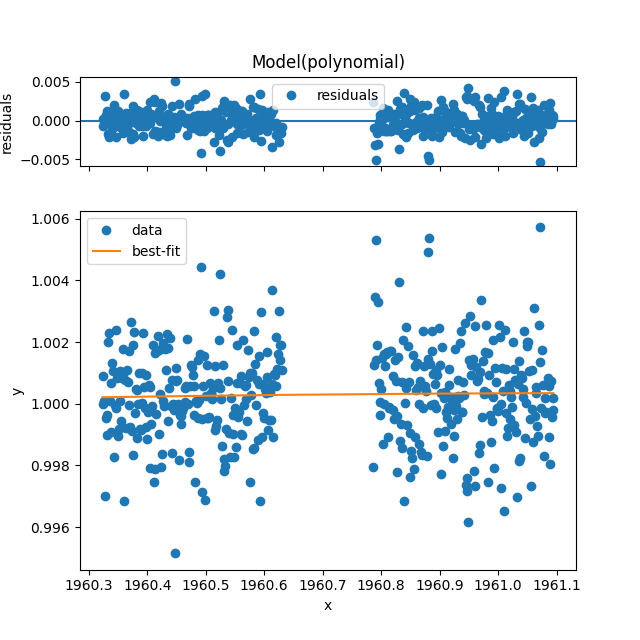 Model(polynomial)
residuals
0.005
0.000
−0.005
residuals
1.006
1.004
1.002
1.000
0.998
0.996
y
data
best-fit
1960.3 1960.4 1960.5 1960.6 1960.7 1960.8 1960.9 1961.0 1961.1
x